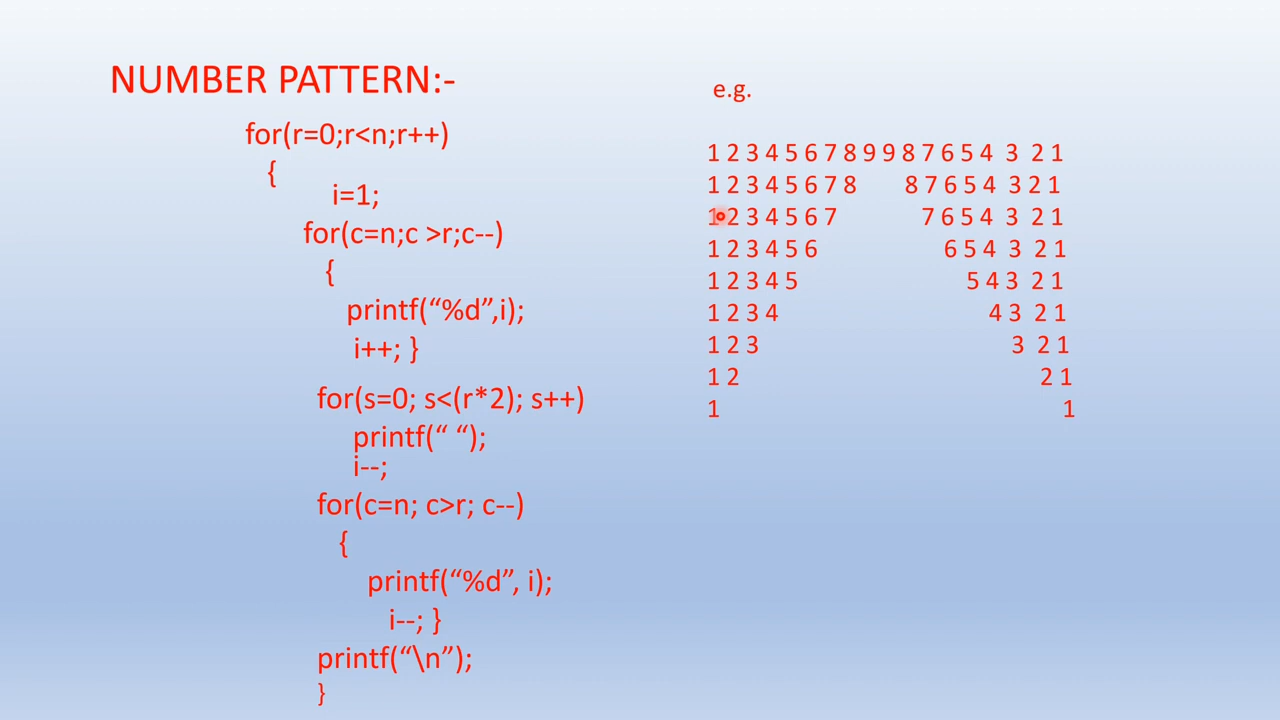 NUMBER PATTERN:-
for(r=0;r<n;r++)
{
i=1;
for(c=n;c >r;c--)
{
printf(“%d”,i);
i++; }
for(s=0; s<(r*2); s++)
printf(“ “);
i--;
for(c=n; c>r; c--)
{
printf(“%d”, i);
i--; }
printf(“\n”);
}
e.g.
1 2 3 4 5 6 7 8 9 9 8 7 6 5 4 3 2 1
1 2 3 4 5 6 7 8 8 7 6 5 4 3 2 1
1 2 3 4 5 6 7 7 6 5 4 3 2 1
1 2 3 4 5 6 6 5 4 3 2 1
1 2 3 4 5 5 4 3 2 1
1 2 3 4 4 3 2 1
1 2 3 3 2 1
1 2 2 1
1 1